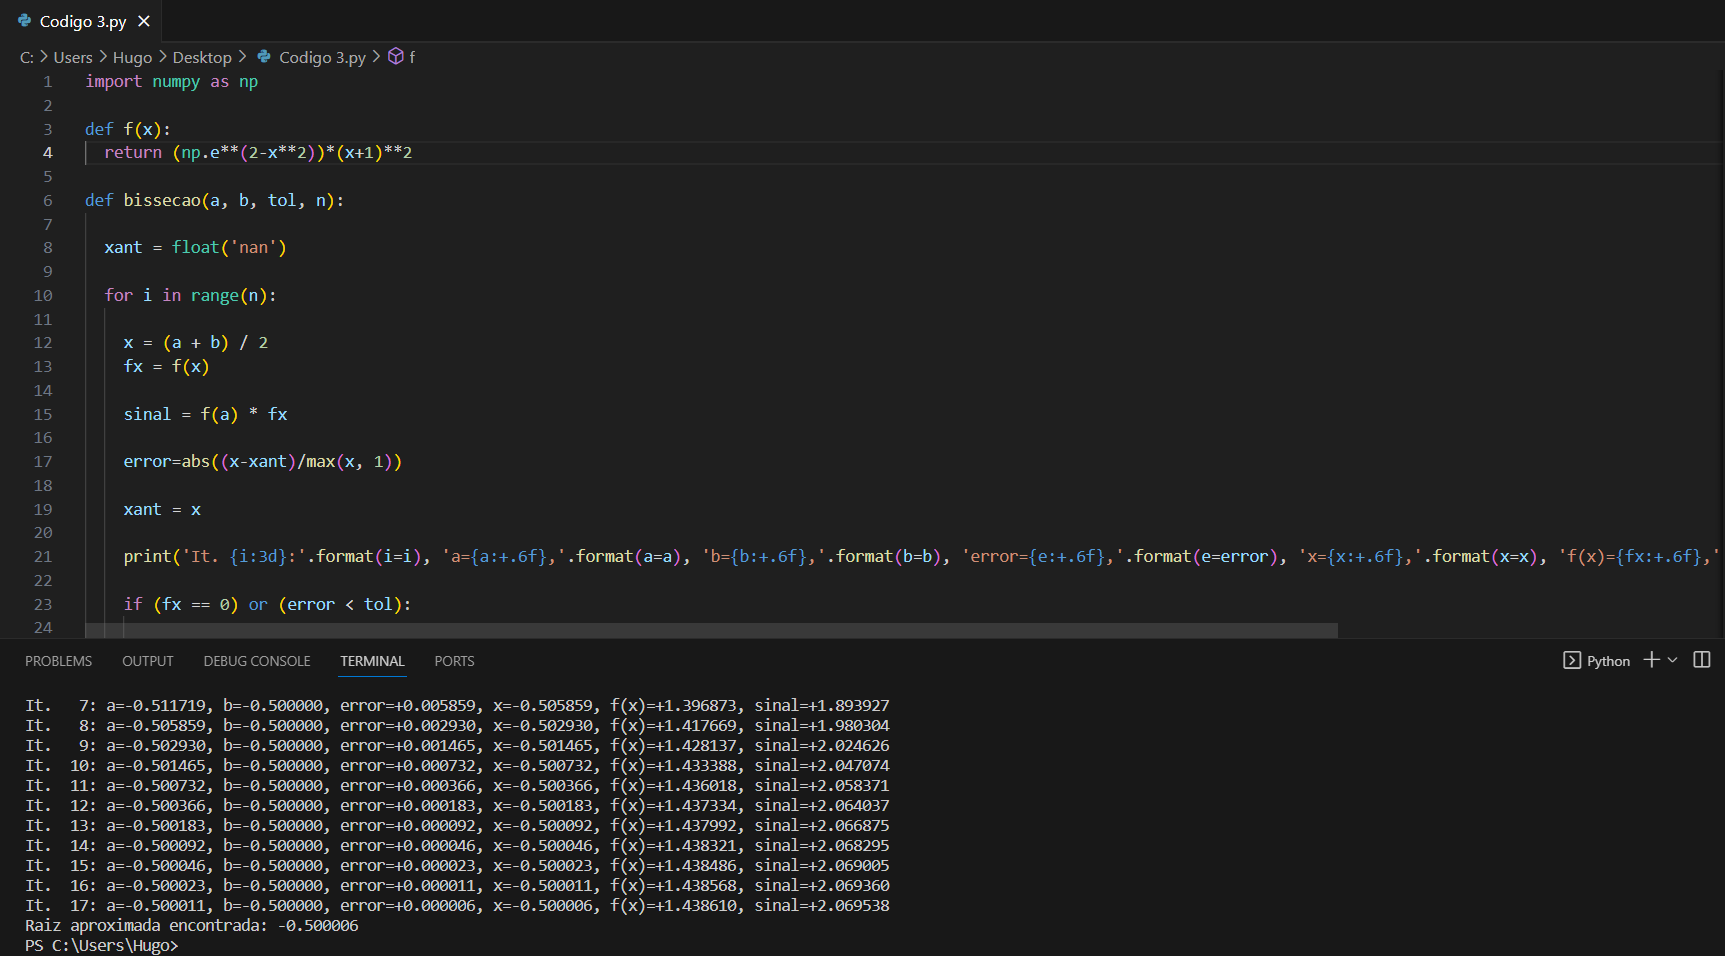 Codigo 3.py
C: > Users > Hugo > Desktop > Codigo 3.py > f
1 import numpy as np
2
3 def f(x):
4 return (np.e**(2-x**2))*(x+1)**2
5
6 def bissecao(a, b, tol, n):
7
8 xant = float('nan')
9
10 for i in range(n):
11
12 x = (a + b) / 2
13 fx = f(x)
14
15 sinal = f(a) * fx
16
17 error=abs((x-xant)/max(x, 1))
18
19 xant = x
20
21 print('It. {i:3d}:'.format(i=i), 'a={a:+.6f},'.format(a=a), 'b={b:+.6f},'.format(b=b), 'error={e:+.6f},'.format(e=error), 'x={x:+.6f},'.format(x=x), 'f(x)={fx:+.6f},'
22
23 if (fx == 0) or (error < tol):
24
PROBLEMS OUTPUT DEBUG CONSOLE TERMINAL PORTS Python
It. 7: a=-0.511719, b=-0.500000, error=+0.005859, x=-0.505859, f(x)=+1.396873, sinal=+1.893927
It. 8: a=-0.505859, b=-0.500000, error=+0.002930, x=-0.502930, f(x)=+1.417669, sinal=+1.980304
It. 9: a=-0.502930, b=-0.500000, error=+0.001465, x=-0.501465, f(x)=+1.428137, sinal=+2.024626
It. 10: a=-0.501465, b=-0.500000, error=+0.000732, x=-0.500732, f(x)=+1.433388, sinal=+2.047074
It. 11: a=-0.500732, b=-0.500000, error=+0.000366, x=-0.500366, f(x)=+1.436018, sinal=+2.058371
It. 12: a=-0.500366, b=-0.500000, error=+0.000183, x=-0.500183, f(x)=+1.437334, sinal=+2.064037
It. 13: a=-0.500183, b=-0.500000, error=+0.000092, x=-0.500092, f(x)=+1.437992, sinal=+2.066875
It. 14: a=-0.500092, b=-0.500000, error=+0.000046, x=-0.500046, f(x)=+1.438321, sinal=+2.068295
It. 15: a=-0.500046, b=-0.500000, error=+0.000023, x=-0.500023, f(x)=+1.438486, sinal=+2.069005
It. 16: a=-0.500023, b=-0.500000, error=+0.000011, x=-0.500011, f(x)=+1.438568, sinal=+2.069360
It. 17: a=-0.500011, b=-0.500000, error=+0.000006, x=-0.500006, f(x)=+1.438610, sinal=+2.069538
Raiz aproximada encontrada: -0.500006
PS C:\Users\Hugo>